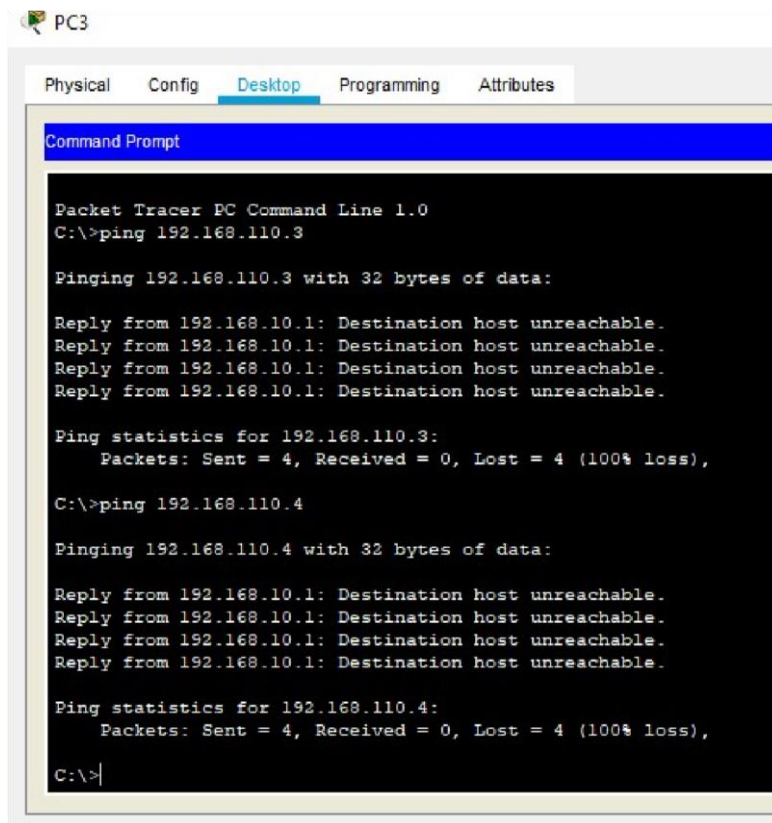 PC3
Physical Config Desktop Programming Attributes
Command Prompt
Packet Tracer PC Command Line 1.0
C:\>ping 192.168.110.3
Pinging 192.168.110.3 with 32 bytes of data:
Reply from 192.168.10.1: Destination host unreachable.
Reply from 192.168.10.1: Destination host unreachable.
Reply from 192.168.10.1: Destination host unreachable.
Reply from 192.168.10.1: Destination host unreachable.
Ping statistics for 192.168.110.3:
Packets: Sent = 4, Received = 0, Lost = 4 (100% loss),
C:\>ping 192.168.110.4
Pinging 192.168.110.4 with 32 bytes of data:
Reply from 192.168.10.1: Destination host unreachable.
Reply from 192.168.10.1: Destination host unreachable.
Reply from 192.168.10.1: Destination host unreachable.
Reply from 192.168.10.1: Destination host unreachable.
Ping statistics for 192.168.110.4:
Packets: Sent = 4, Received = 0, Lost = 4 (100% loss),
C:\>